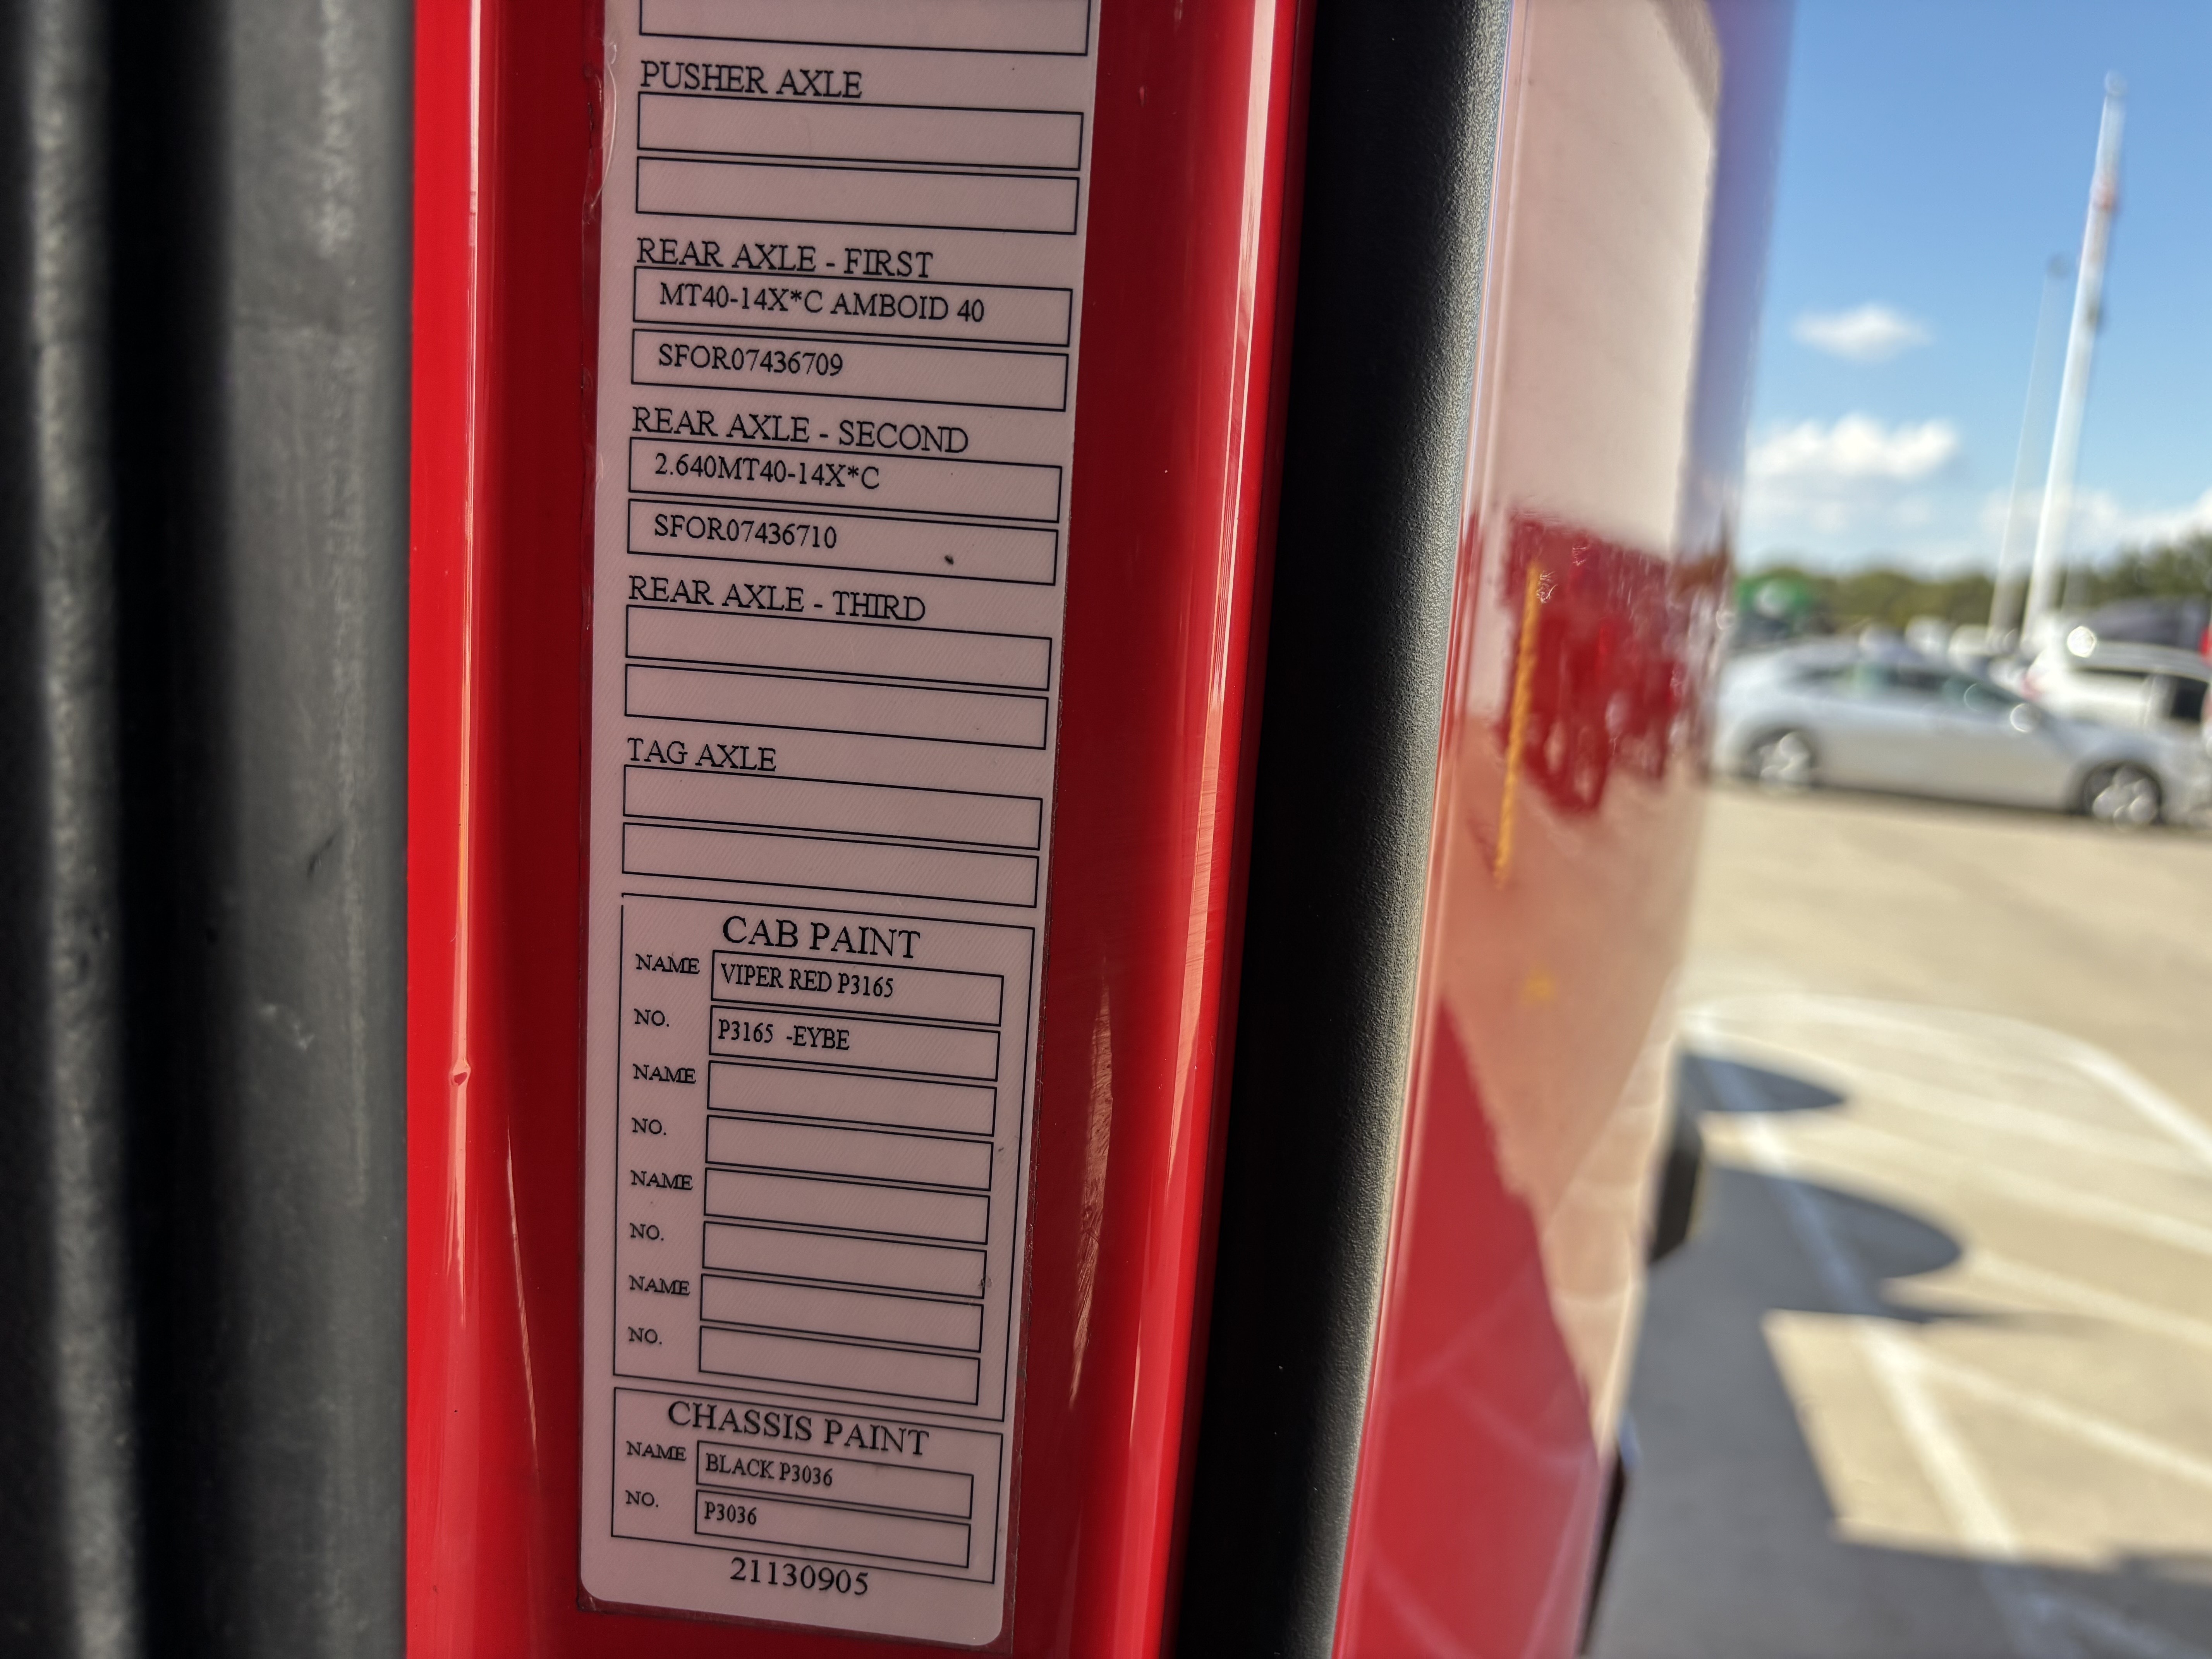 PUSHER AXLE
REAR AXLE - FIRST
MT40-14X*C AMBOID 40
SFOR07436709
REAR AXLE - SECOND
2.640MT40-14X*C
SFOR07436710
REAR AXLE - THIRD
TAG AXLE
CAB PAINT
NAME VIPER RED P3165
NO. P3165 -EYBE
NAME
NO.
NAME
NO.
NAME
NO.
CHASSIS PAINT
NAME BLACK P3036
NO. P3036
21130905